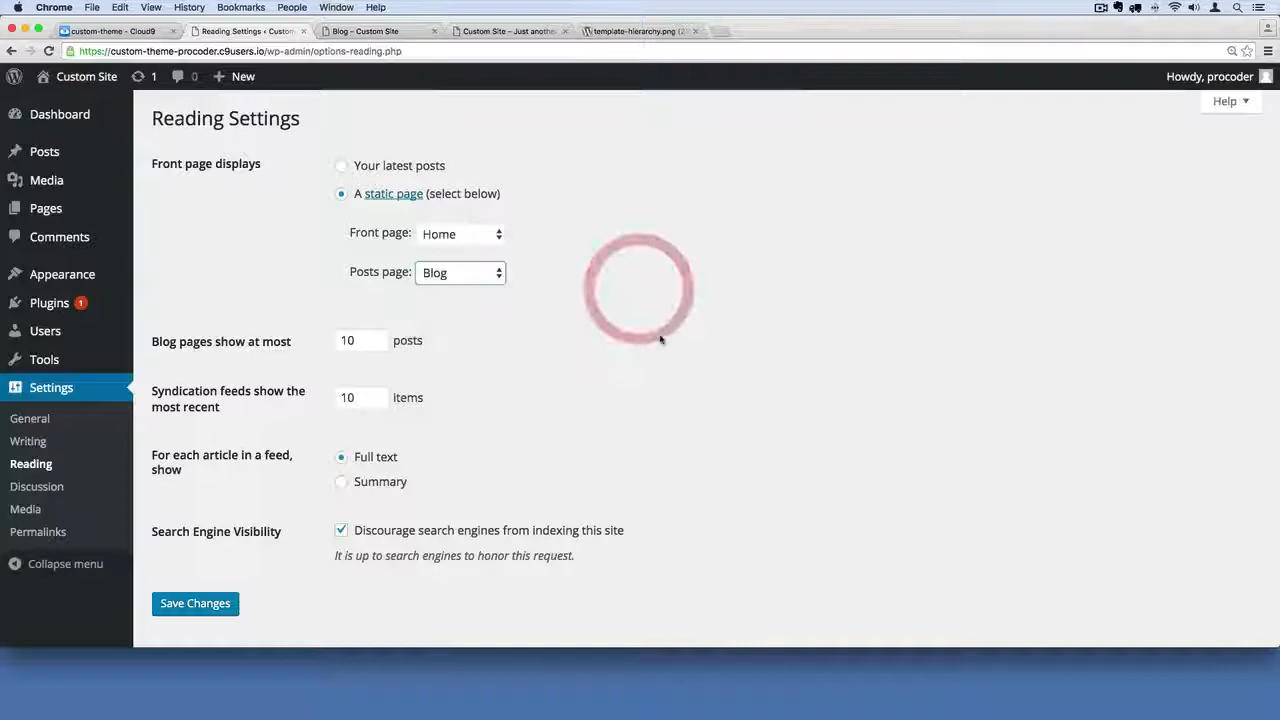 Chrome File Edit View History Bookmarks People Window Help
custom-theme - Cloud9 Reading Settings ‹ Custom Blog – Custom Site Custom Site – Just another template-hierarchy.png
https://custom-theme-procoder.c9users.io/wp-admin/options-reading.php
Custom Site 1 0 New Howdy, procoder
Help
Dashboard
Posts
Media
Pages
Comments
Appearance
Plugins 1
Users
Tools
Settings
General
Writing
Reading
Discussion
Media
Permalinks
Collapse menu
Reading Settings
Front page displays
Your latest posts
A static page (select below)
Front page: Home
Posts page: Blog
Blog pages show at most 10 posts
Syndication feeds show the
most recent
10 items
For each article in a feed,
show
Full text
Summary
Search Engine Visibility
Discourage search engines from indexing this site
It is up to search engines to honor this request.
Save Changes